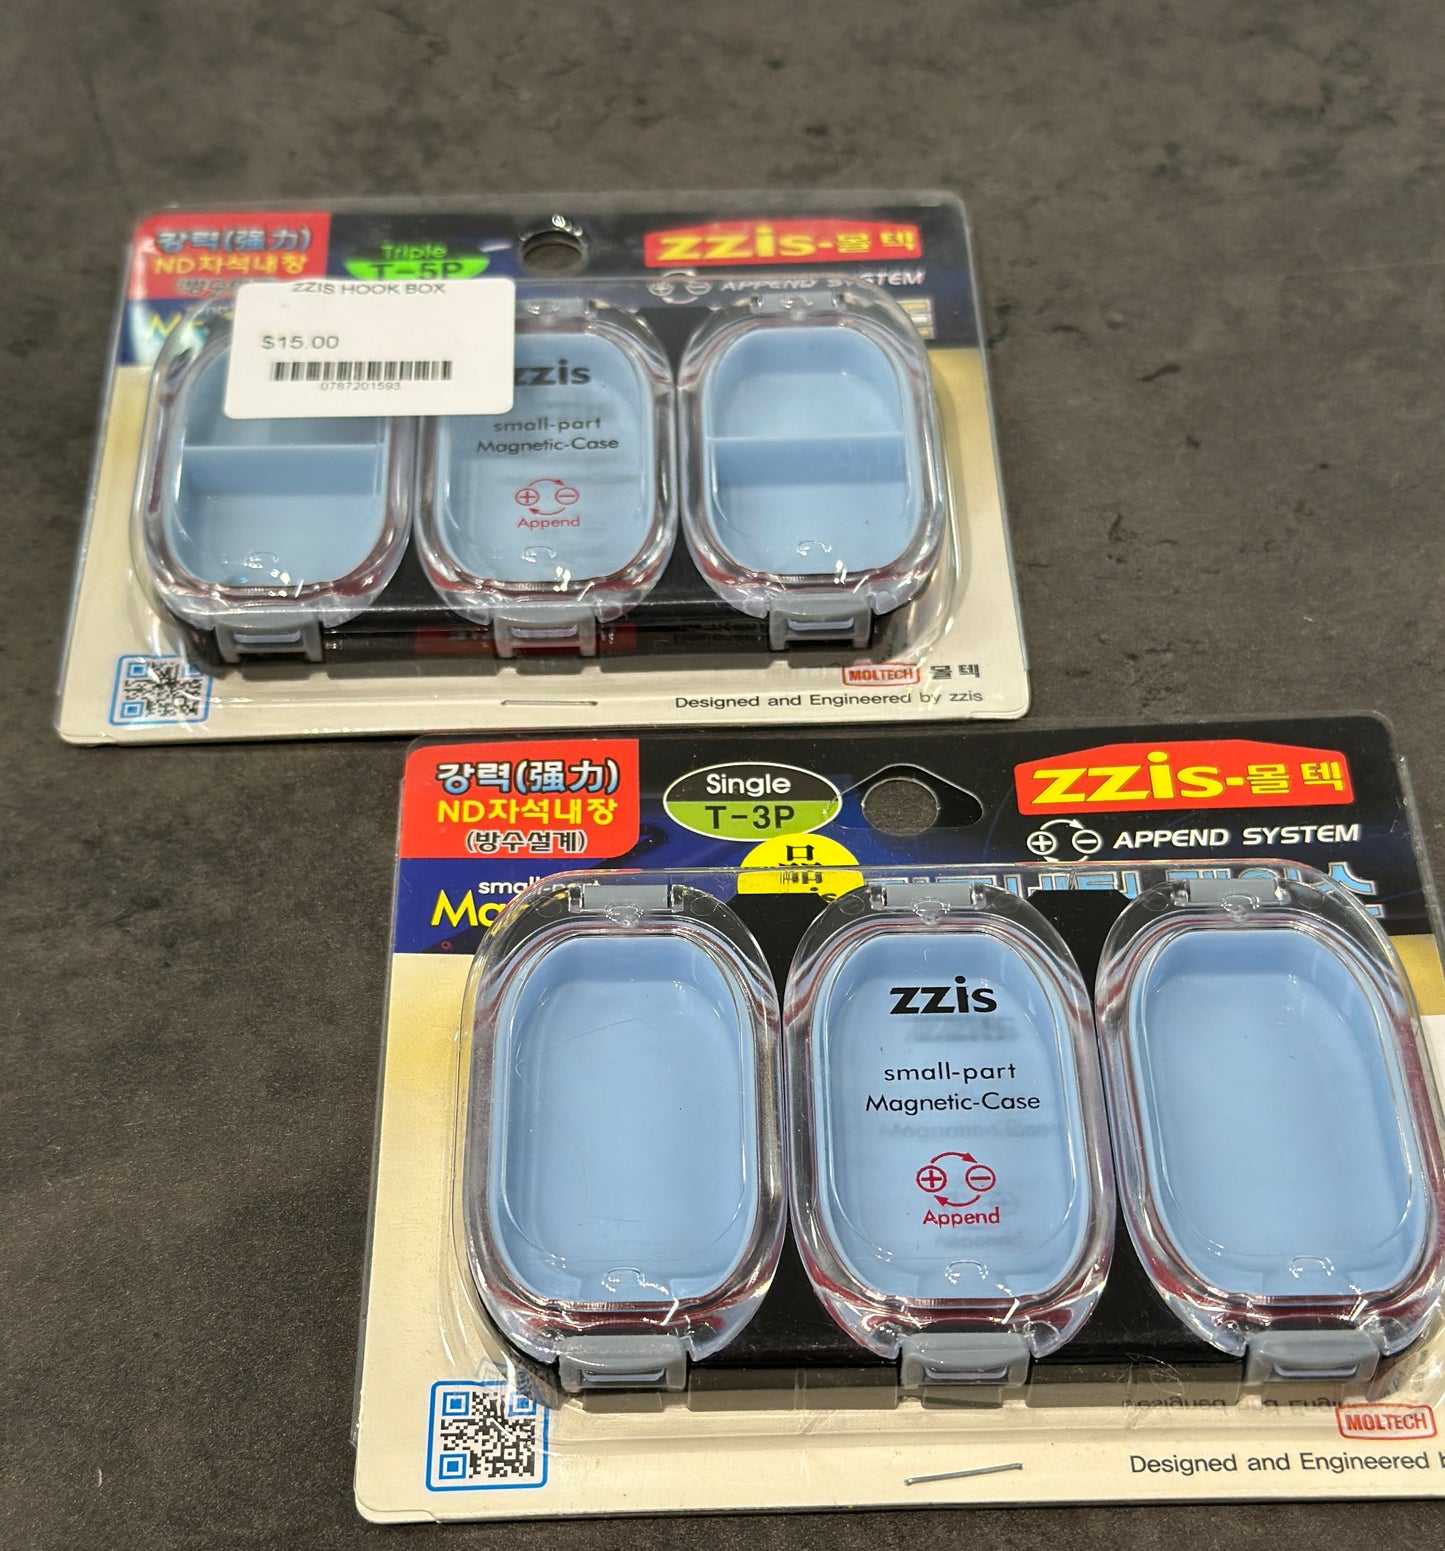 강력(强力)
ND자석내장
Triple
T-5P
zzis-몰텍
APPEND SYSTEM
ZZIS HOOK BOX
$15.00
0787201593
zzis
small-part
Magnetic-Case
Append
MOLTECH 몰텍
Designed and Engineered by zzis
강력(强力)
ND자석내장
(방수설계)
Single
T-3P
zzis-몰텍
APPEND SYSTEM
small-part
zzis
small-part
Magnetic-Case
Append
MOLTECH
Designed and Engineered